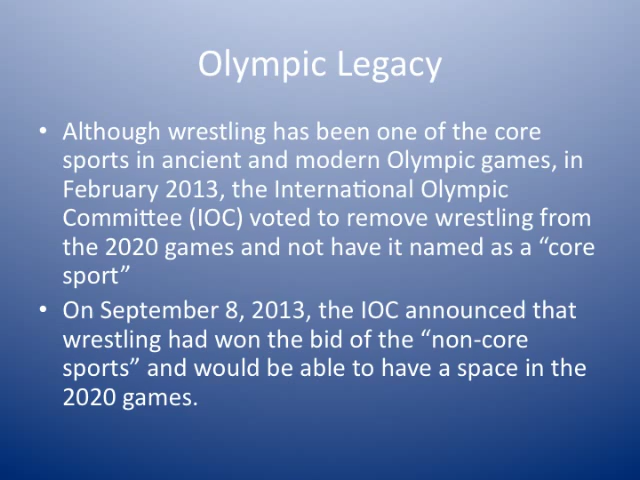 Olympic Legacy
• Although wrestling has been one of the core
sports in ancient and modern Olympic games, in
February 2013, the International Olympic
Committee (IOC) voted to remove wrestling from
the 2020 games and not have it named as a “core
sport”
• On September 8, 2013, the IOC announced that
wrestling had won the bid of the “non-core
sports” and would be able to have a space in the
2020 games.